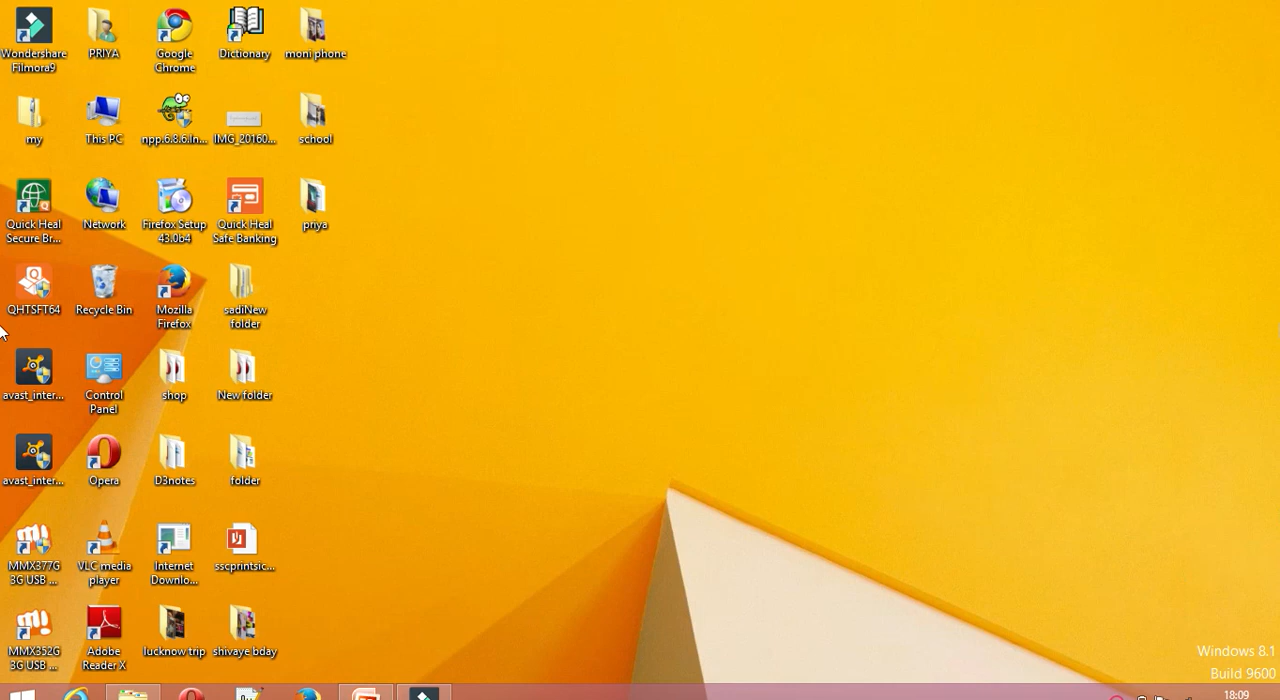 Wondershare
Filmora9
PRIYA
Google
Chrome
Dictionary
moni phone
my
This PC
npp.6.8.6.In...
IMG_20160...
school
Quick Heal
Secure Br...
Network
Firefox Setup
43.0b4
Quick Heal
Safe Banking
priya
QHTSFT64
Recycle Bin
Mozilla
Firefox
sadiNew
folder
avast_inter...
Control
Panel
shop
New folder
avast_inter...
Opera
D3notes
folder
MMX377G
3G USB ...
VLC media
player
Internet
Downlo...
sscprintsic...
MMX352G
3G USB ...
Adobe
Reader X
lucknow trip
shivaye bday
Windows 8.1
Build 9600
18:09